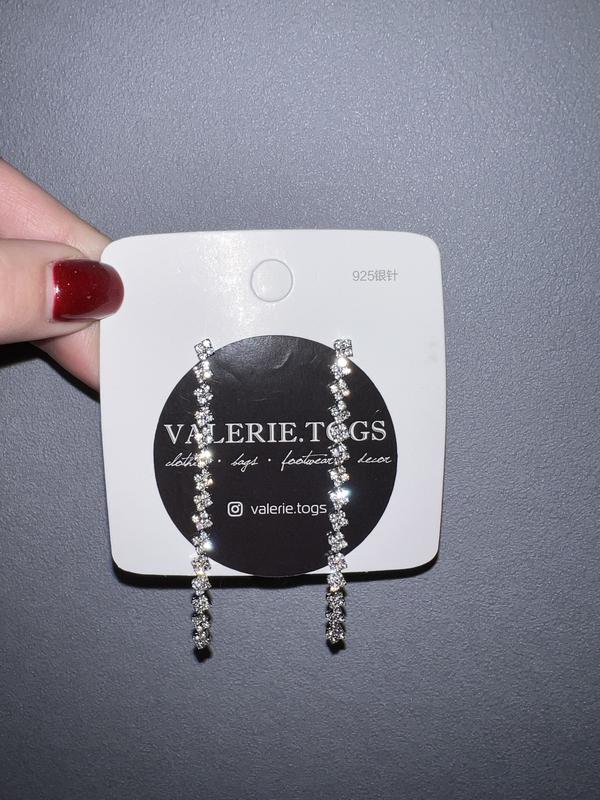 925银针
VALERIE.TOGS
clothes · bags · footwear · decor
valerie.togs